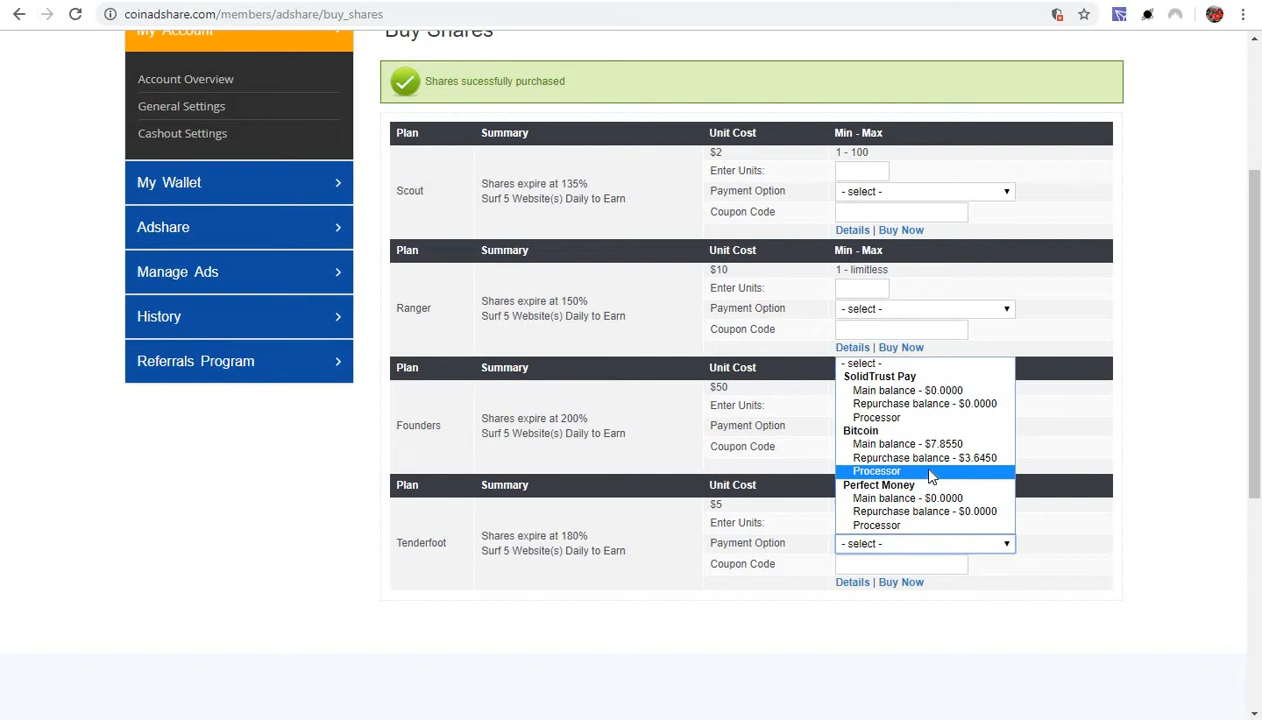 coinadshare.com/members/adshare/buy_shares
My Account
Buy Shares
Account Overview
General Settings
Cashout Settings
My Wallet
Adshare
Manage Ads
History
Referrals Program
Shares sucessfully purchased
Plan Summary Unit Cost Min - Max
$2 1 - 100
Enter Units:
Scout
Shares expire at 135%
Surf 5 Website(s) Daily to Earn
Payment Option - select -
Coupon Code
Details | Buy Now
Plan Summary Unit Cost Min - Max
$10 1 - limitless
Enter Units:
Ranger
Shares expire at 150%
Surf 5 Website(s) Daily to Earn
Payment Option - select -
Coupon Code
Details | Buy Now
Plan Summary Unit Cost
$50
Enter Units:
Founders
Shares expire at 200%
Surf 5 Website(s) Daily to Earn
Payment Option
Coupon Code
- select -
SolidTrust Pay
Main balance - $0.0000
Repurchase balance - $0.0000
Processor
Bitcoin
Main balance - $7.8550
Repurchase balance - $3.6450
Processor
Perfect Money
Main balance - $0.0000
Repurchase balance - $0.0000
Processor
Plan Summary Unit Cost
$5
Enter Units:
Tenderfoot
Shares expire at 180%
Surf 5 Website(s) Daily to Earn
Payment Option - select -
Coupon Code
Details | Buy Now